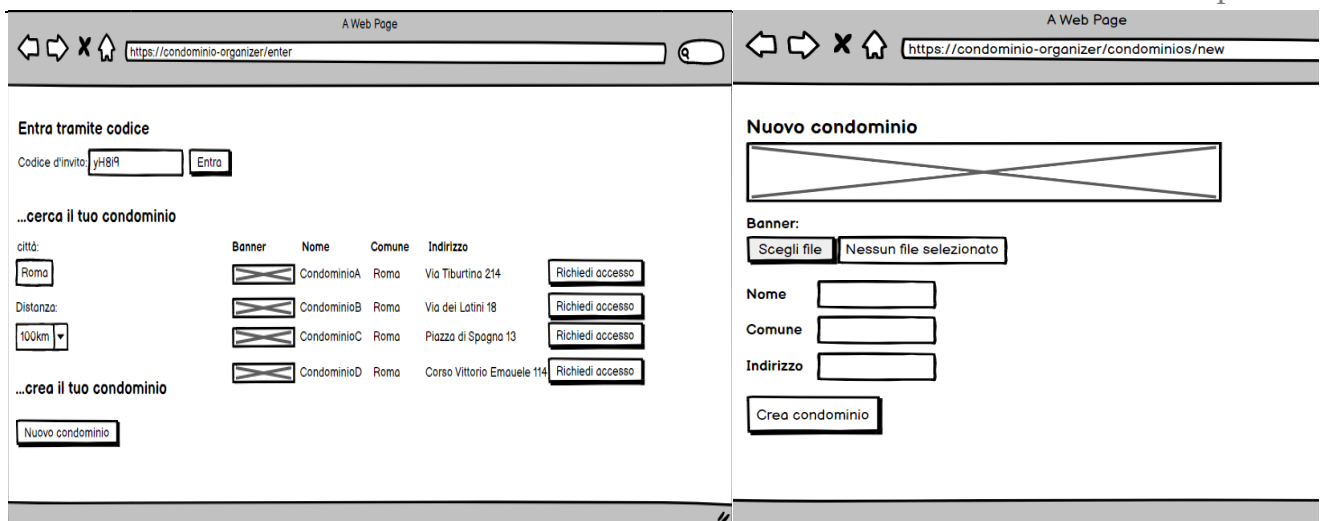 A Web Page
https://condominio-organizer/enter
Entra tramite codice
Codice d'invito: yH8i9 Entra
...cerca il tuo condominio
città:
Roma
Distanza:
100km
Banner Nome Comune Indirizzo
CondominioA Roma Via Tiburtina 214 Richiedi accesso
CondominioB Roma Via dei Latini 18 Richiedi accesso
CondominioC Roma Piazza di Spagna 13 Richiedi accesso
CondominioD Roma Corso Vittorio Emauele 114 Richiedi accesso
...crea il tuo condominio
Nuovo condominio
A Web Page
https://condominio-organizer/condominios/new
Nuovo condominio
Banner:
Scegli file Nessun file selezionato
Nome
Comune
Indirizzo
Crea condominio